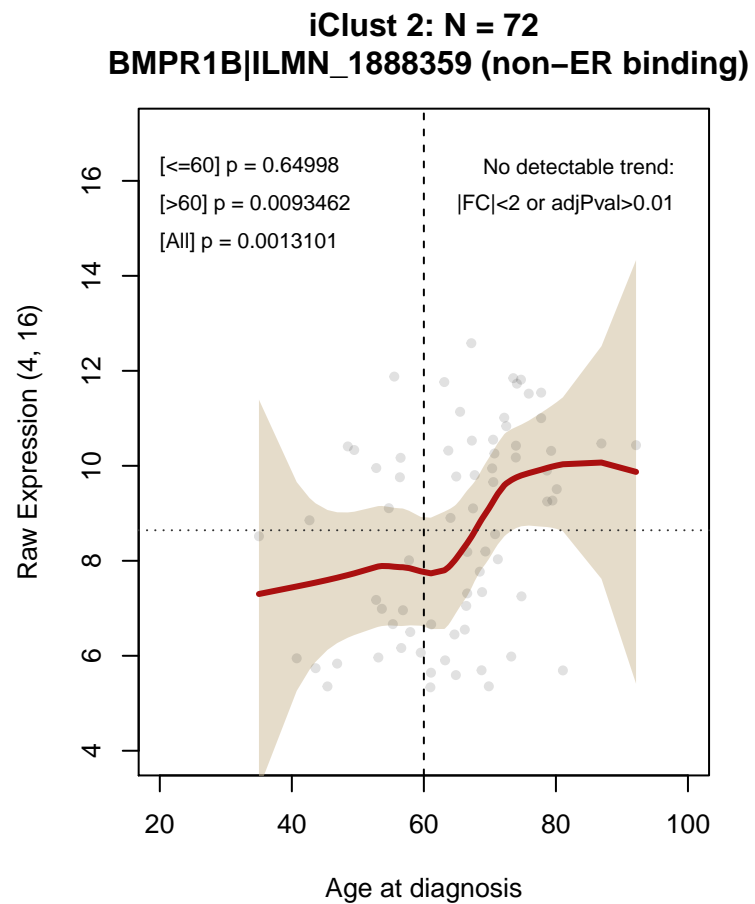 iClust 2: N = 72
BMPR1B|ILMN_1888359 (non−ER binding)
[<=60] p = 0.64998
[>60] p = 0.0093462
[All] p = 0.0013101
No detectable trend:
|FC|<2 or adjPval>0.01
Raw Expression (4, 16)
16
14
12
10
8
6
4
20 40 60 80 100
Age at diagnosis